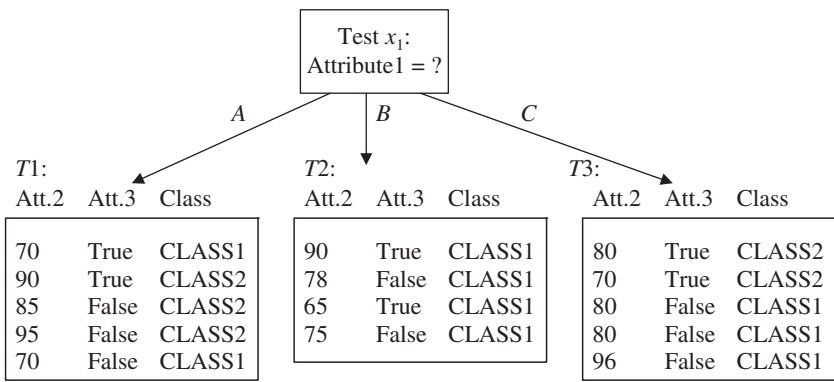 Test x₁:
Attribute1 = ?
A
B
C
T1:
Att.2 Att.3 Class
70 True CLASS1
90 True CLASS2
85 False CLASS2
95 False CLASS2
70 False CLASS1
T2:
Att.2 Att.3 Class
90 True CLASS1
78 False CLASS1
65 True CLASS1
75 False CLASS1
T3:
Att.2 Att.3 Class
80 True CLASS2
70 True CLASS2
80 False CLASS1
80 False CLASS1
96 False CLASS1